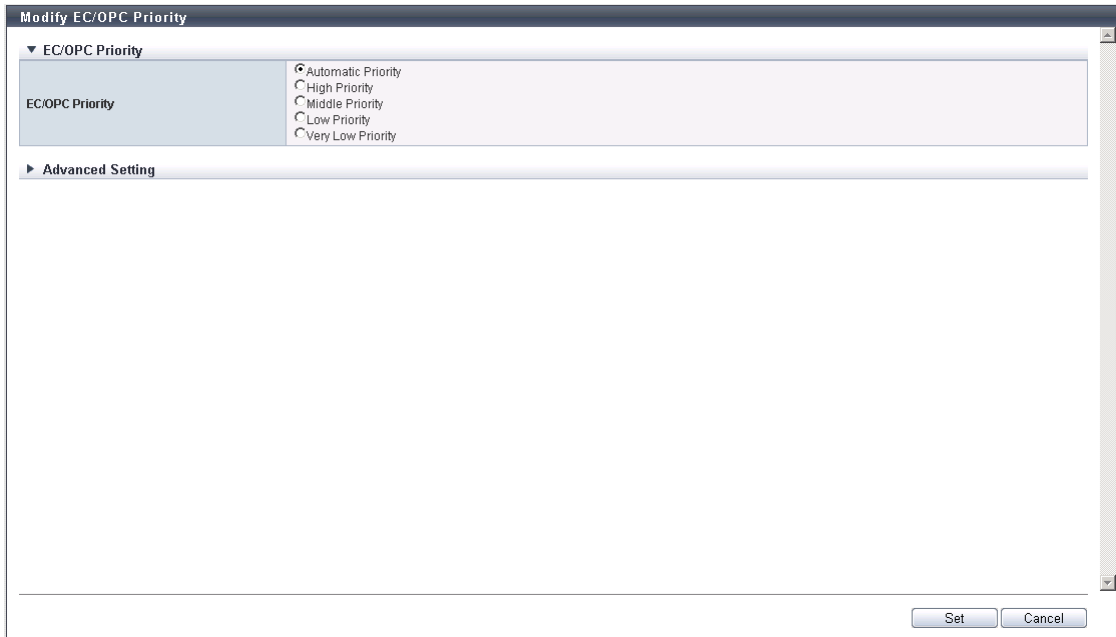 Modify EC/OPC Priority
EC/OPC Priority
EC/OPC Priority
Automatic Priority
High Priority
Middle Priority
Low Priority
Very Low Priority
Advanced Setting
Set
Cancel